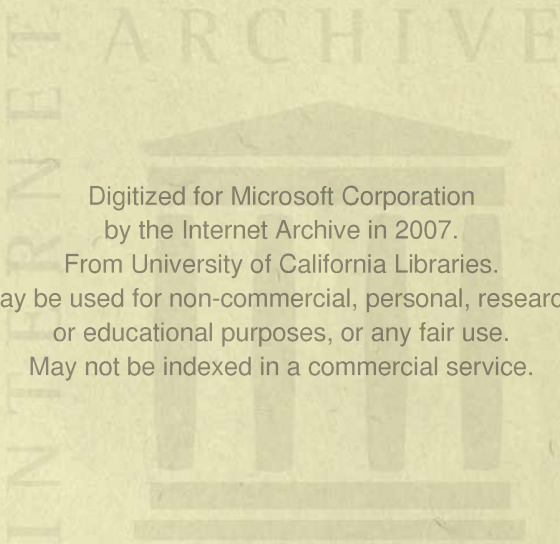 INTERNET
ARCHIVE
Digitized for Microsoft Corporation
by the Internet Archive in 2007.
From University of California Libraries.
ay be used for non-commercial, personal, researc
or educational purposes, or any fair use.
May not be indexed in a commercial service.